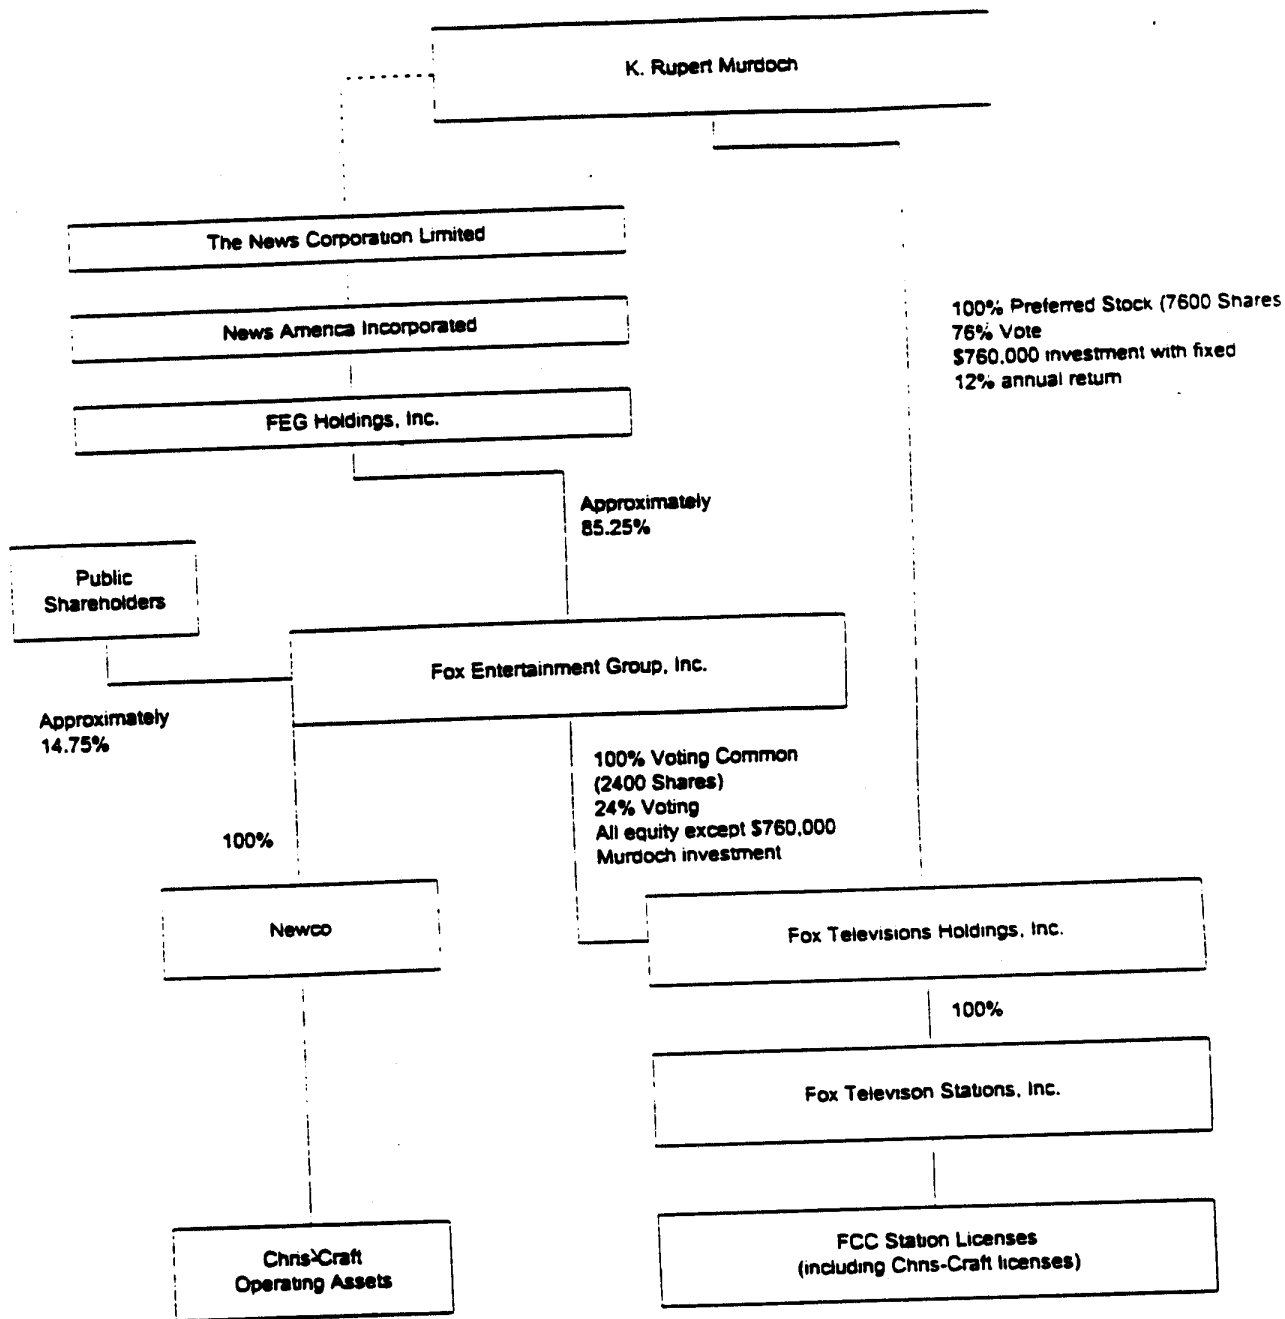 K. Rupert Murdoch
The News Corporation Limited
News America Incorporated
100% Preferred Stock (7600 Shares
76% Vote
$760,000 investment with fixed
12% annual return
FEG Holdings, Inc.
Approximately
85.25%
Public
Shareholders
Fox Entertainment Group, Inc.
Approximately
14.75%
100% Voting Common
(2400 Shares)
24% Voting
All equity except $760,000
Murdoch investment
100%
Newco
Fox Televisions Holdings, Inc.
100%
Fox Televison Stations, Inc.
Chris-Craft
Operating Assets
FCC Station Licenses
(including Chris-Craft licenses)